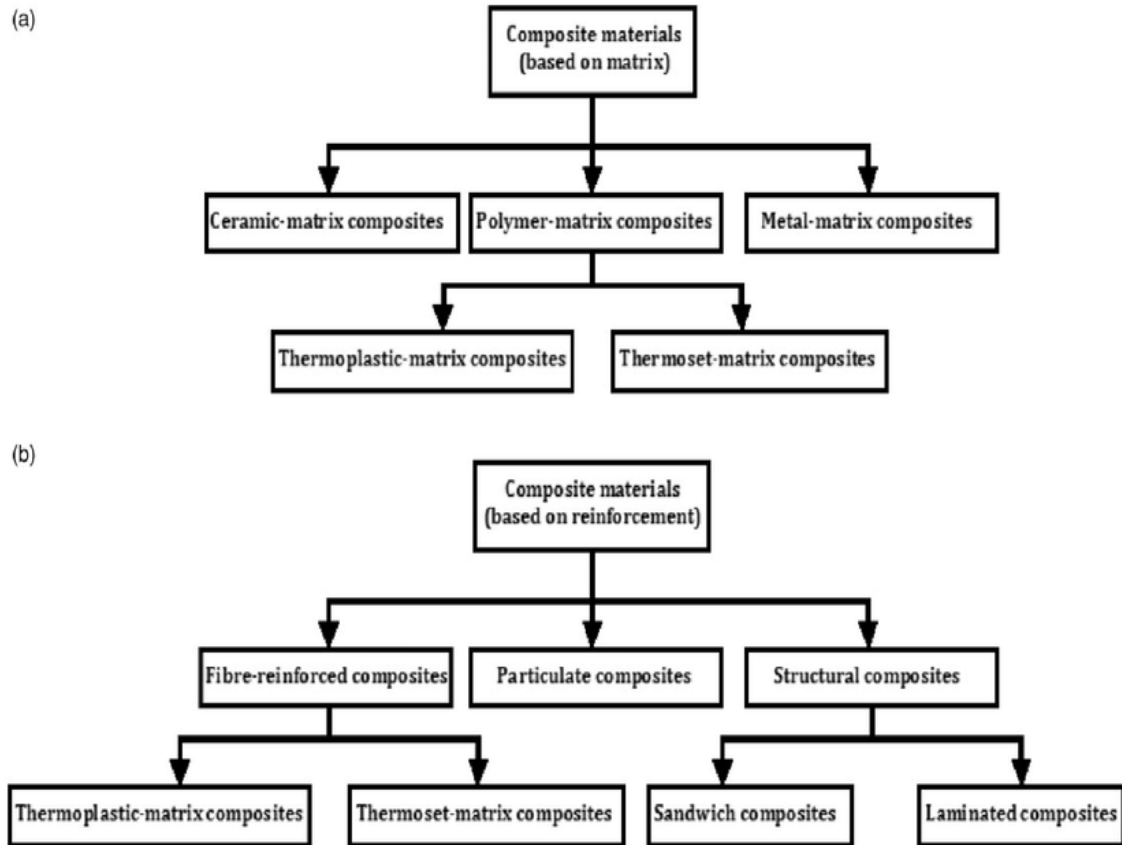 (a)
Composite materials
(based on matrix)
Ceramic-matrix composites
Polymer-matrix composites
Metal-matrix composites
Thermoplastic-matrix composites
Thermoset-matrix composites
(b)
Composite materials
(based on reinforcement)
Fibre-reinforced composites
Particulate composites
Structural composites
Thermoplastic-matrix composites
Thermoset-matrix composites
Sandwich composites
Laminated composites